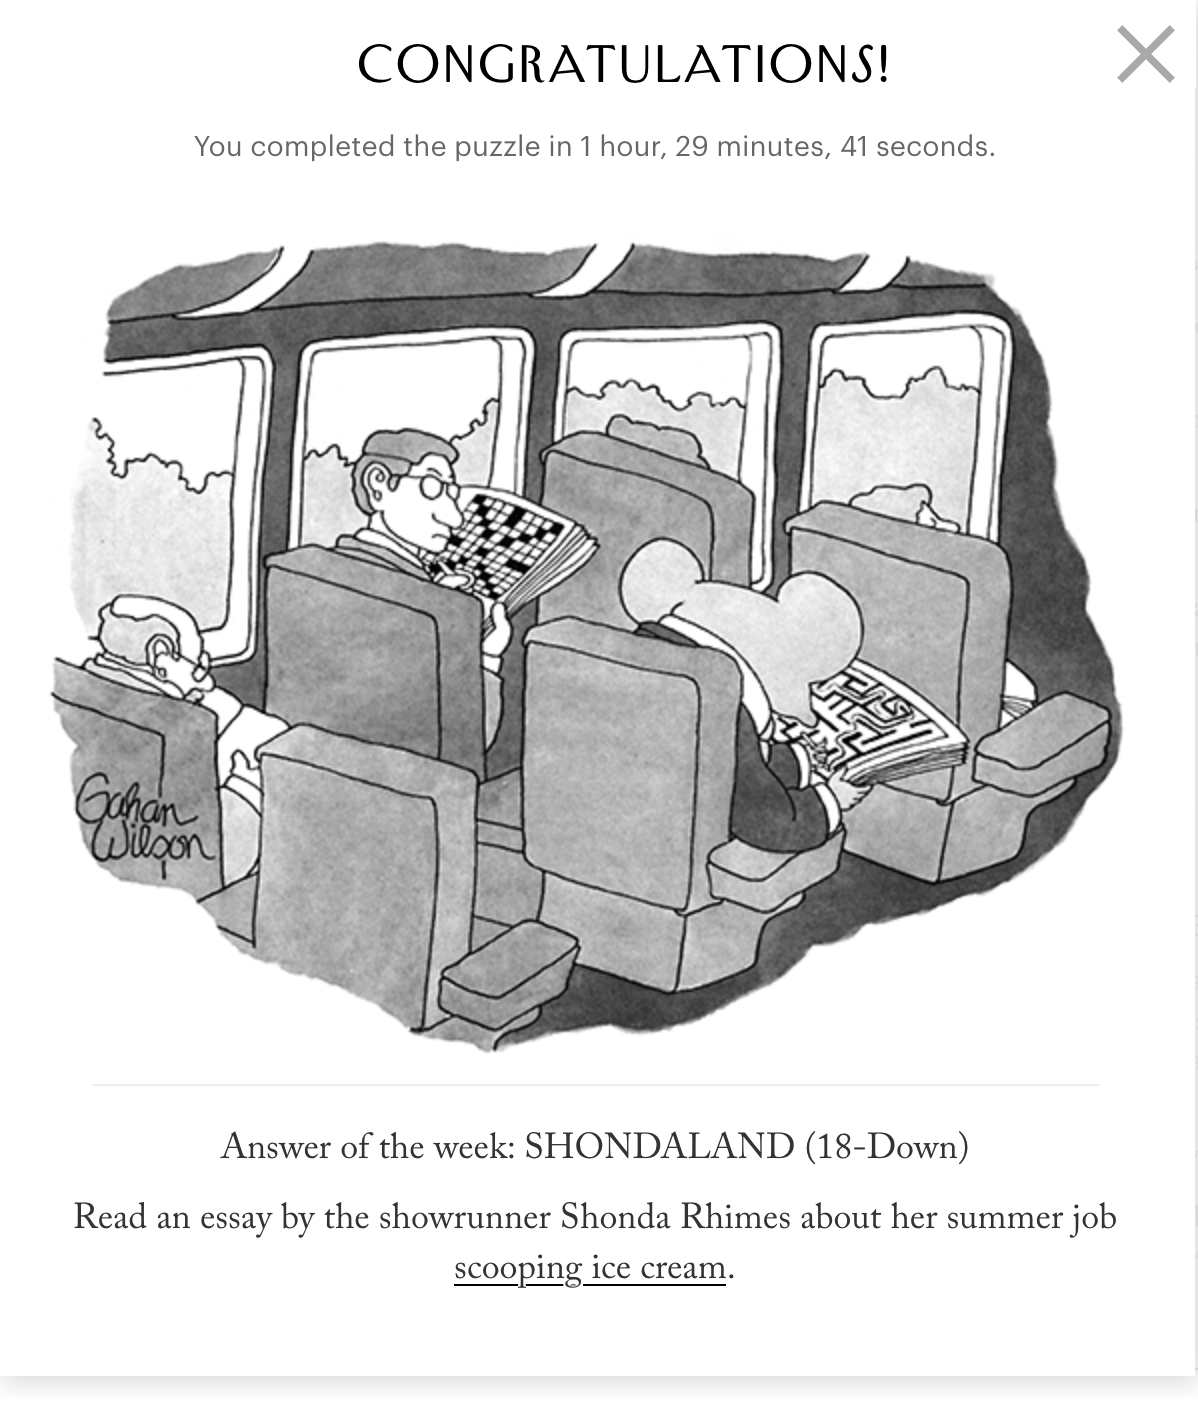 CONGRATULATIONS!
You completed the puzzle in 1 hour, 29 minutes, 41 seconds.
Gahan
Wilson
Answer of the week: SHONDALAND (18-Down)
Read an essay by the showrunner Shonda Rhimes about her summer job
scooping ice cream.